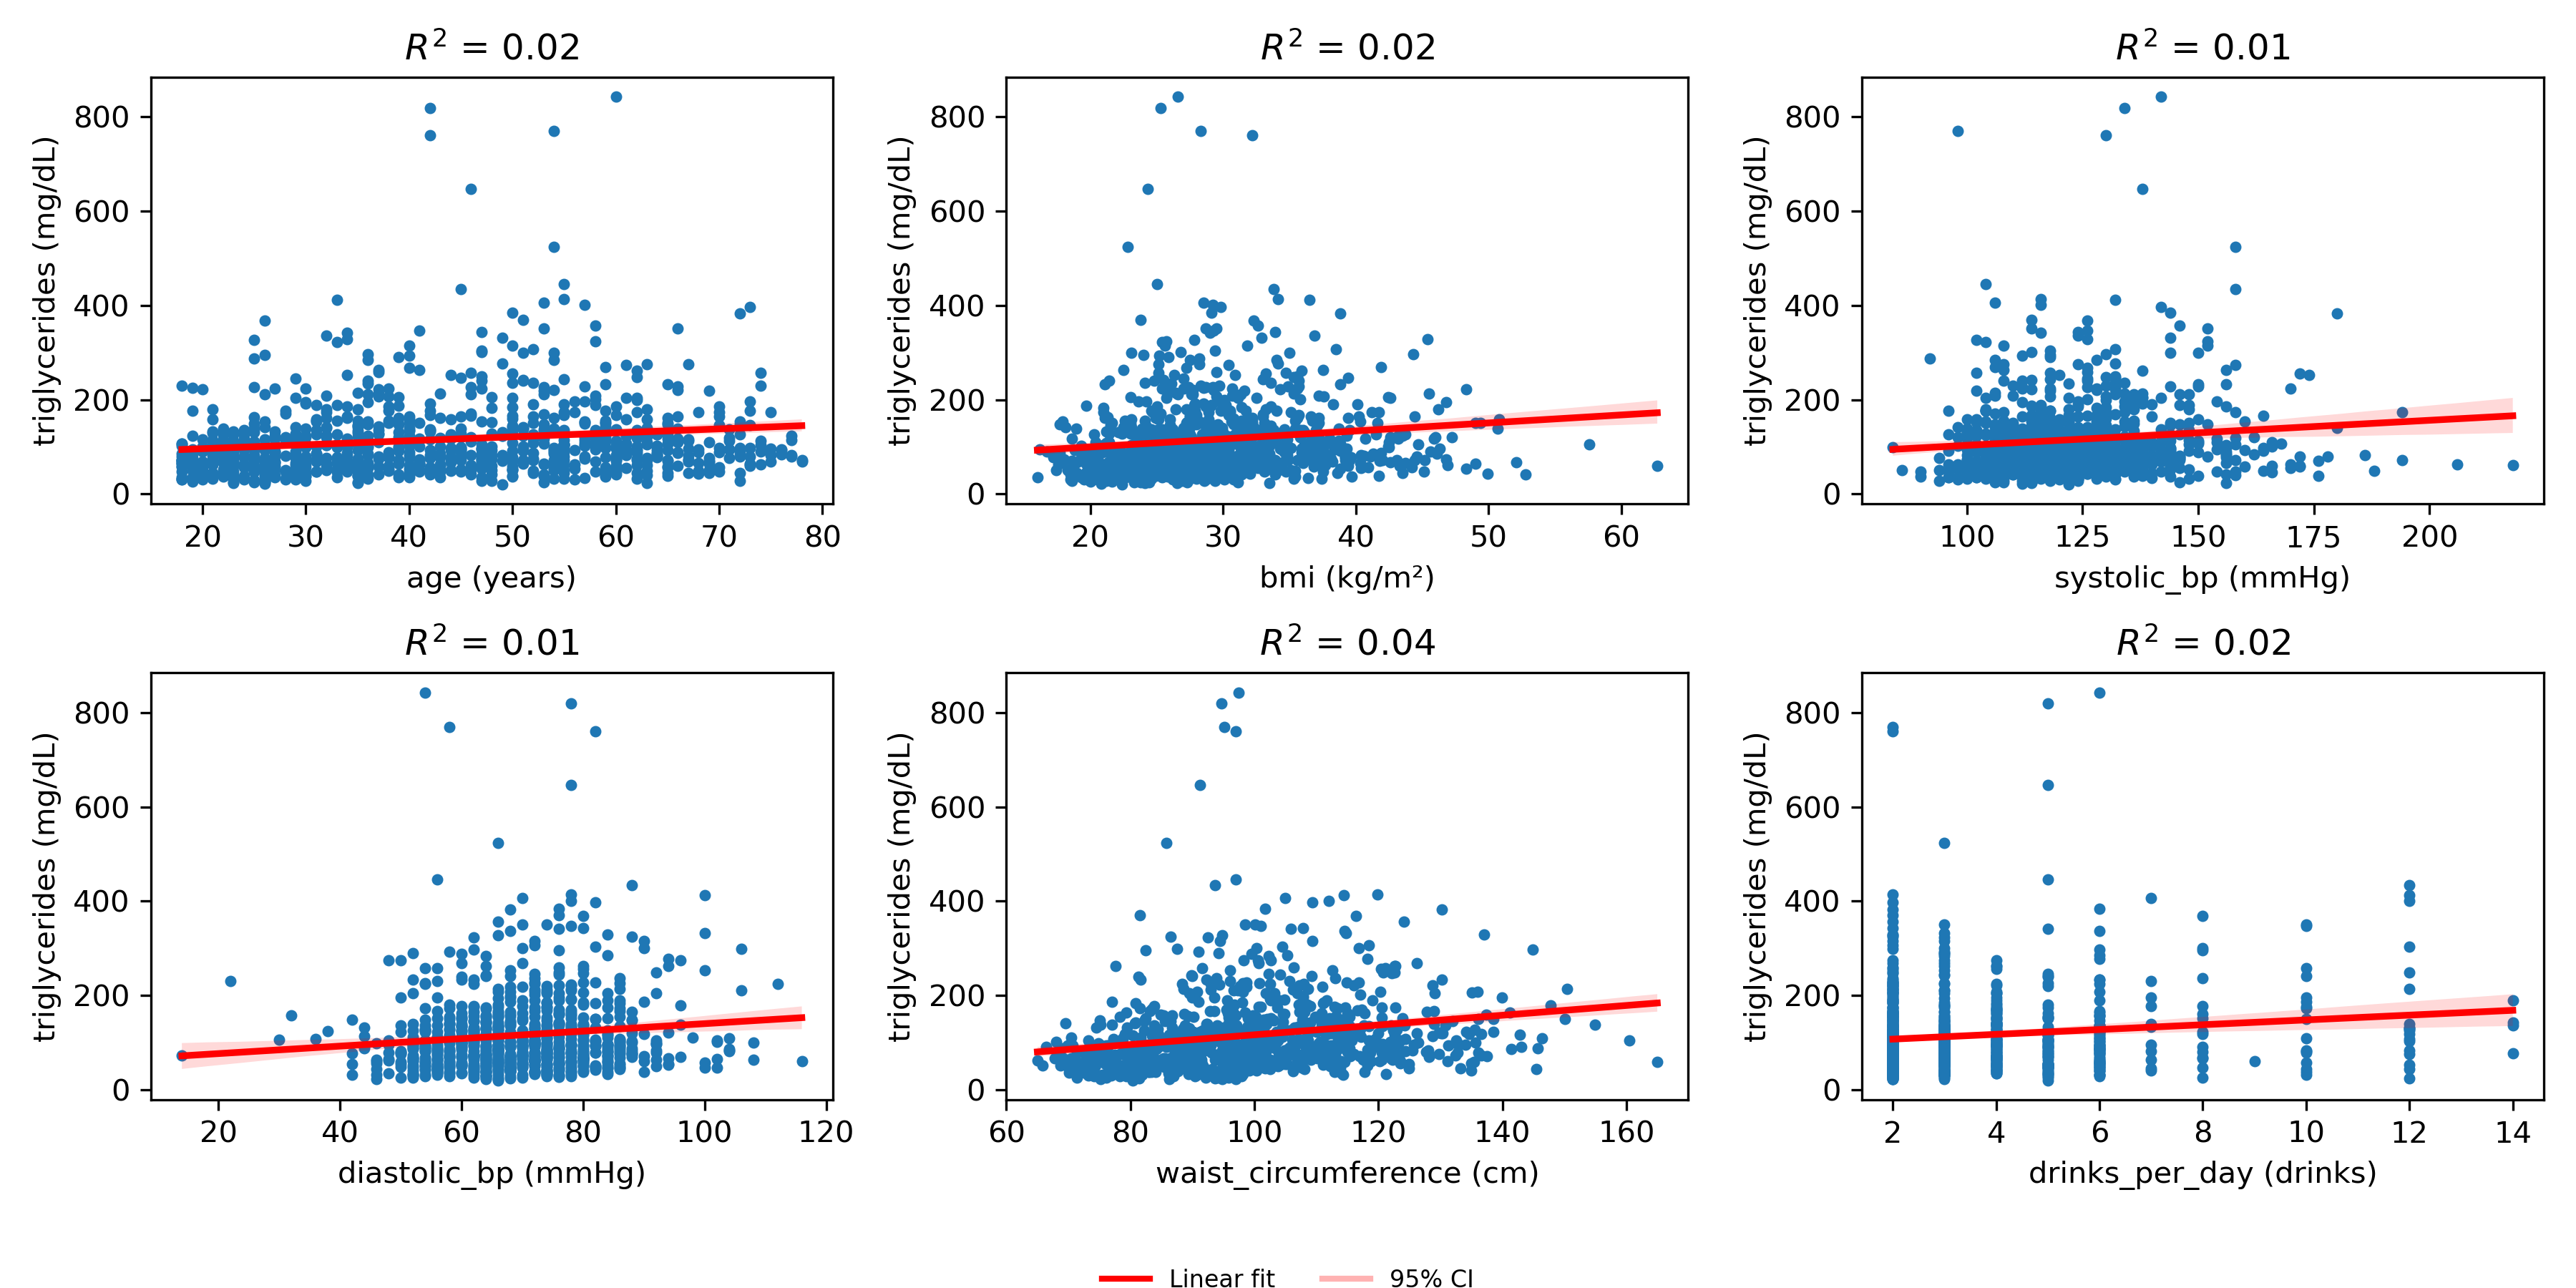 R² = 0.02
R² = 0.02
R² = 0.01
triglycerides (mg/dL)
800
600
400
200
0
20 30 40 50 60 70 80
age (years)
triglycerides (mg/dL)
800
600
400
200
0
20 30 40 50 60
bmi (kg/m²)
triglycerides (mg/dL)
800
600
400
200
0
100 125 150 175 200
systolic_bp (mmHg)
R² = 0.01
R² = 0.04
R² = 0.02
triglycerides (mg/dL)
800
600
400
200
0
20 40 60 80 100 120
diastolic_bp (mmHg)
triglycerides (mg/dL)
800
600
400
200
0
60 80 100 120 140 160
waist_circumference (cm)
triglycerides (mg/dL)
800
600
400
200
0
2 4 6 8 10 12 14
drinks_per_day (drinks)
Linear fit 95% CI